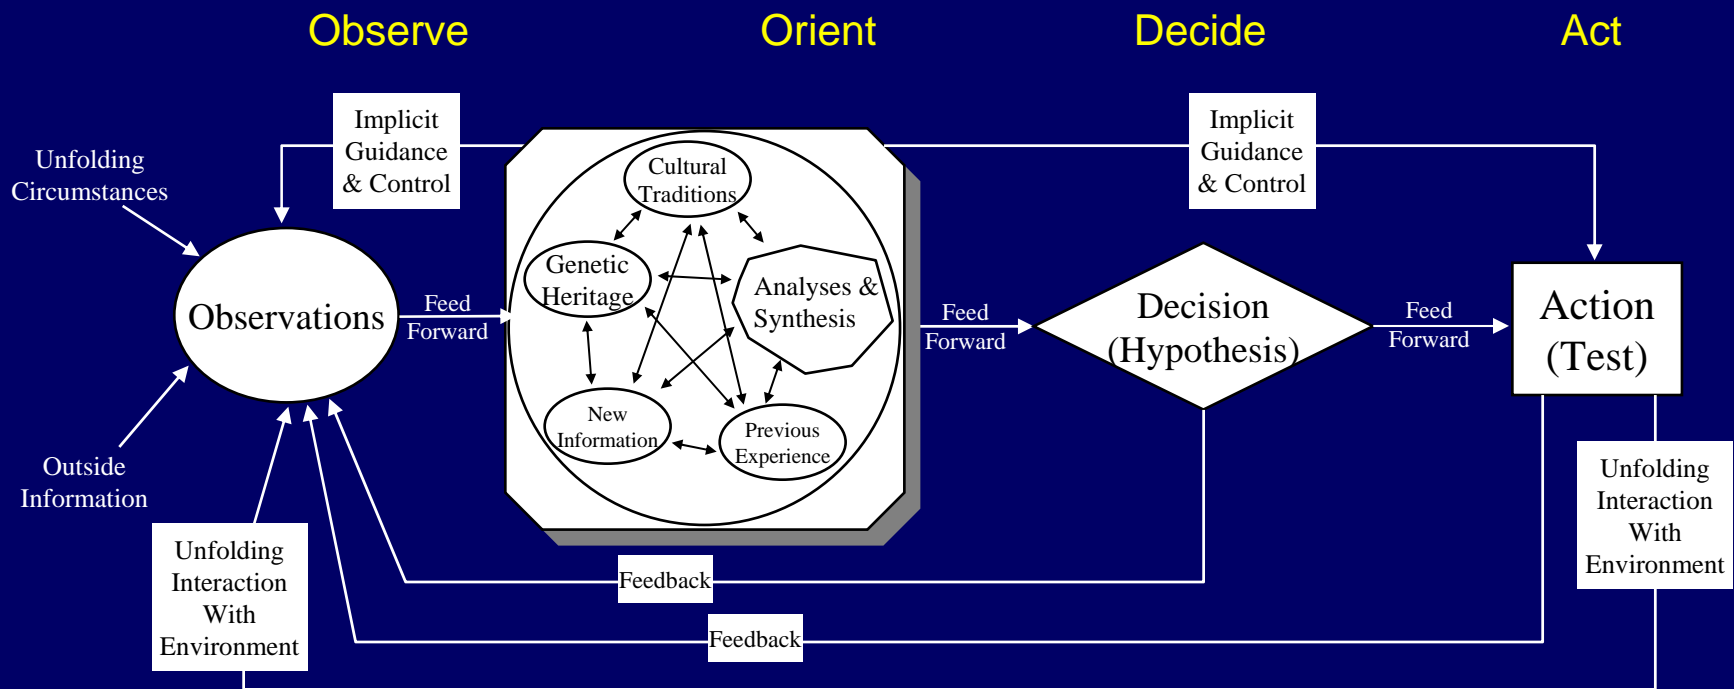 Observe
Orient
Decide
Act
Implicit
Guidance
& Control
Implicit
Guidance
& Control
Unfolding
Circumstances
Cultural
Traditions
Genetic
Heritage
Analyses &
Synthesis
New
Information
Previous
Experience
Observations
Feed
Forward
Feed
Forward
Decision
(Hypothesis)
Feed
Forward
Action
(Test)
Outside
Information
Unfolding
Interaction
With
Environment
Unfolding
Interaction
With
Environment
Feedback
Feedback